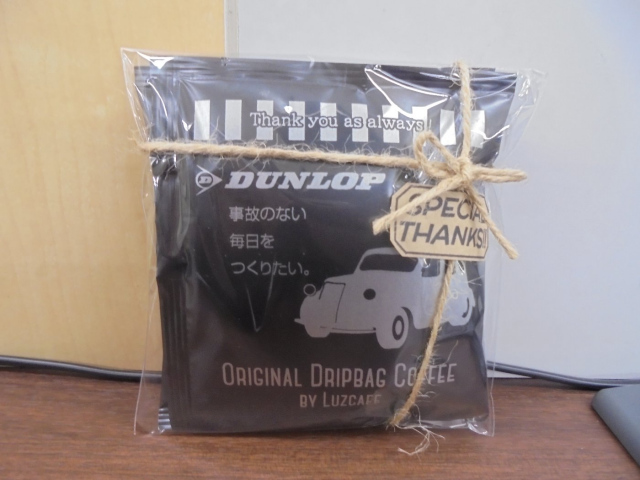 Thank you as always!
DUNLOP
事故のない
毎日を
つくりたい。
SPECIAL
THANKS!!
ORIGINAL DRIPBAG COFFEE
BY LUZCAFE